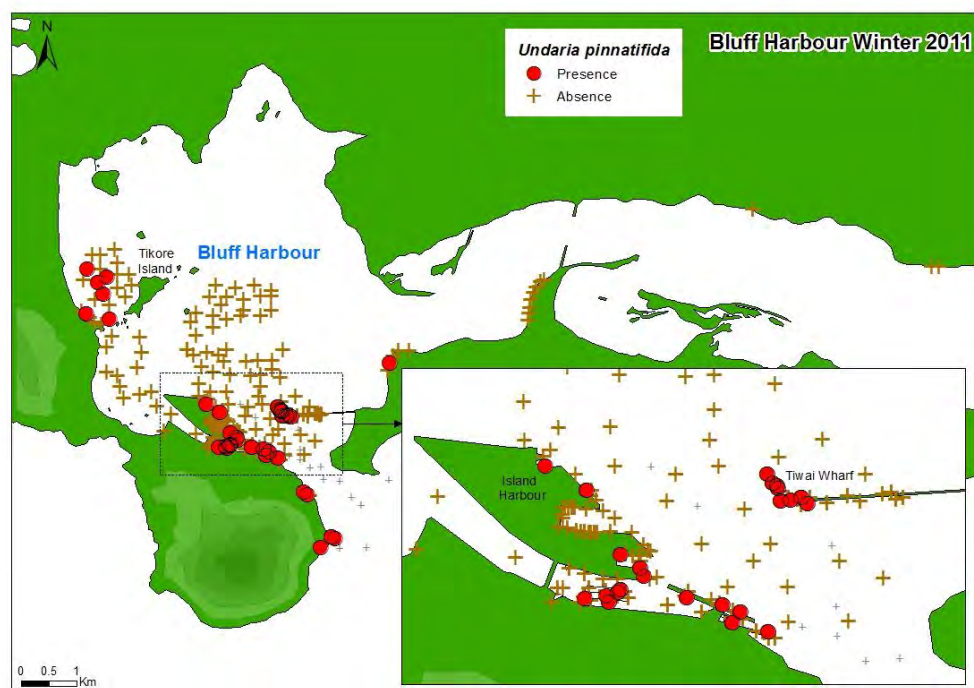 Bluff Harbour Winter 2011
N
Undaria pinnatifida
Presence
Absence
Tikore
Island
Bluff Harbour
Island
Harbour
Tiwai Wharf
0 0.5 1
Km